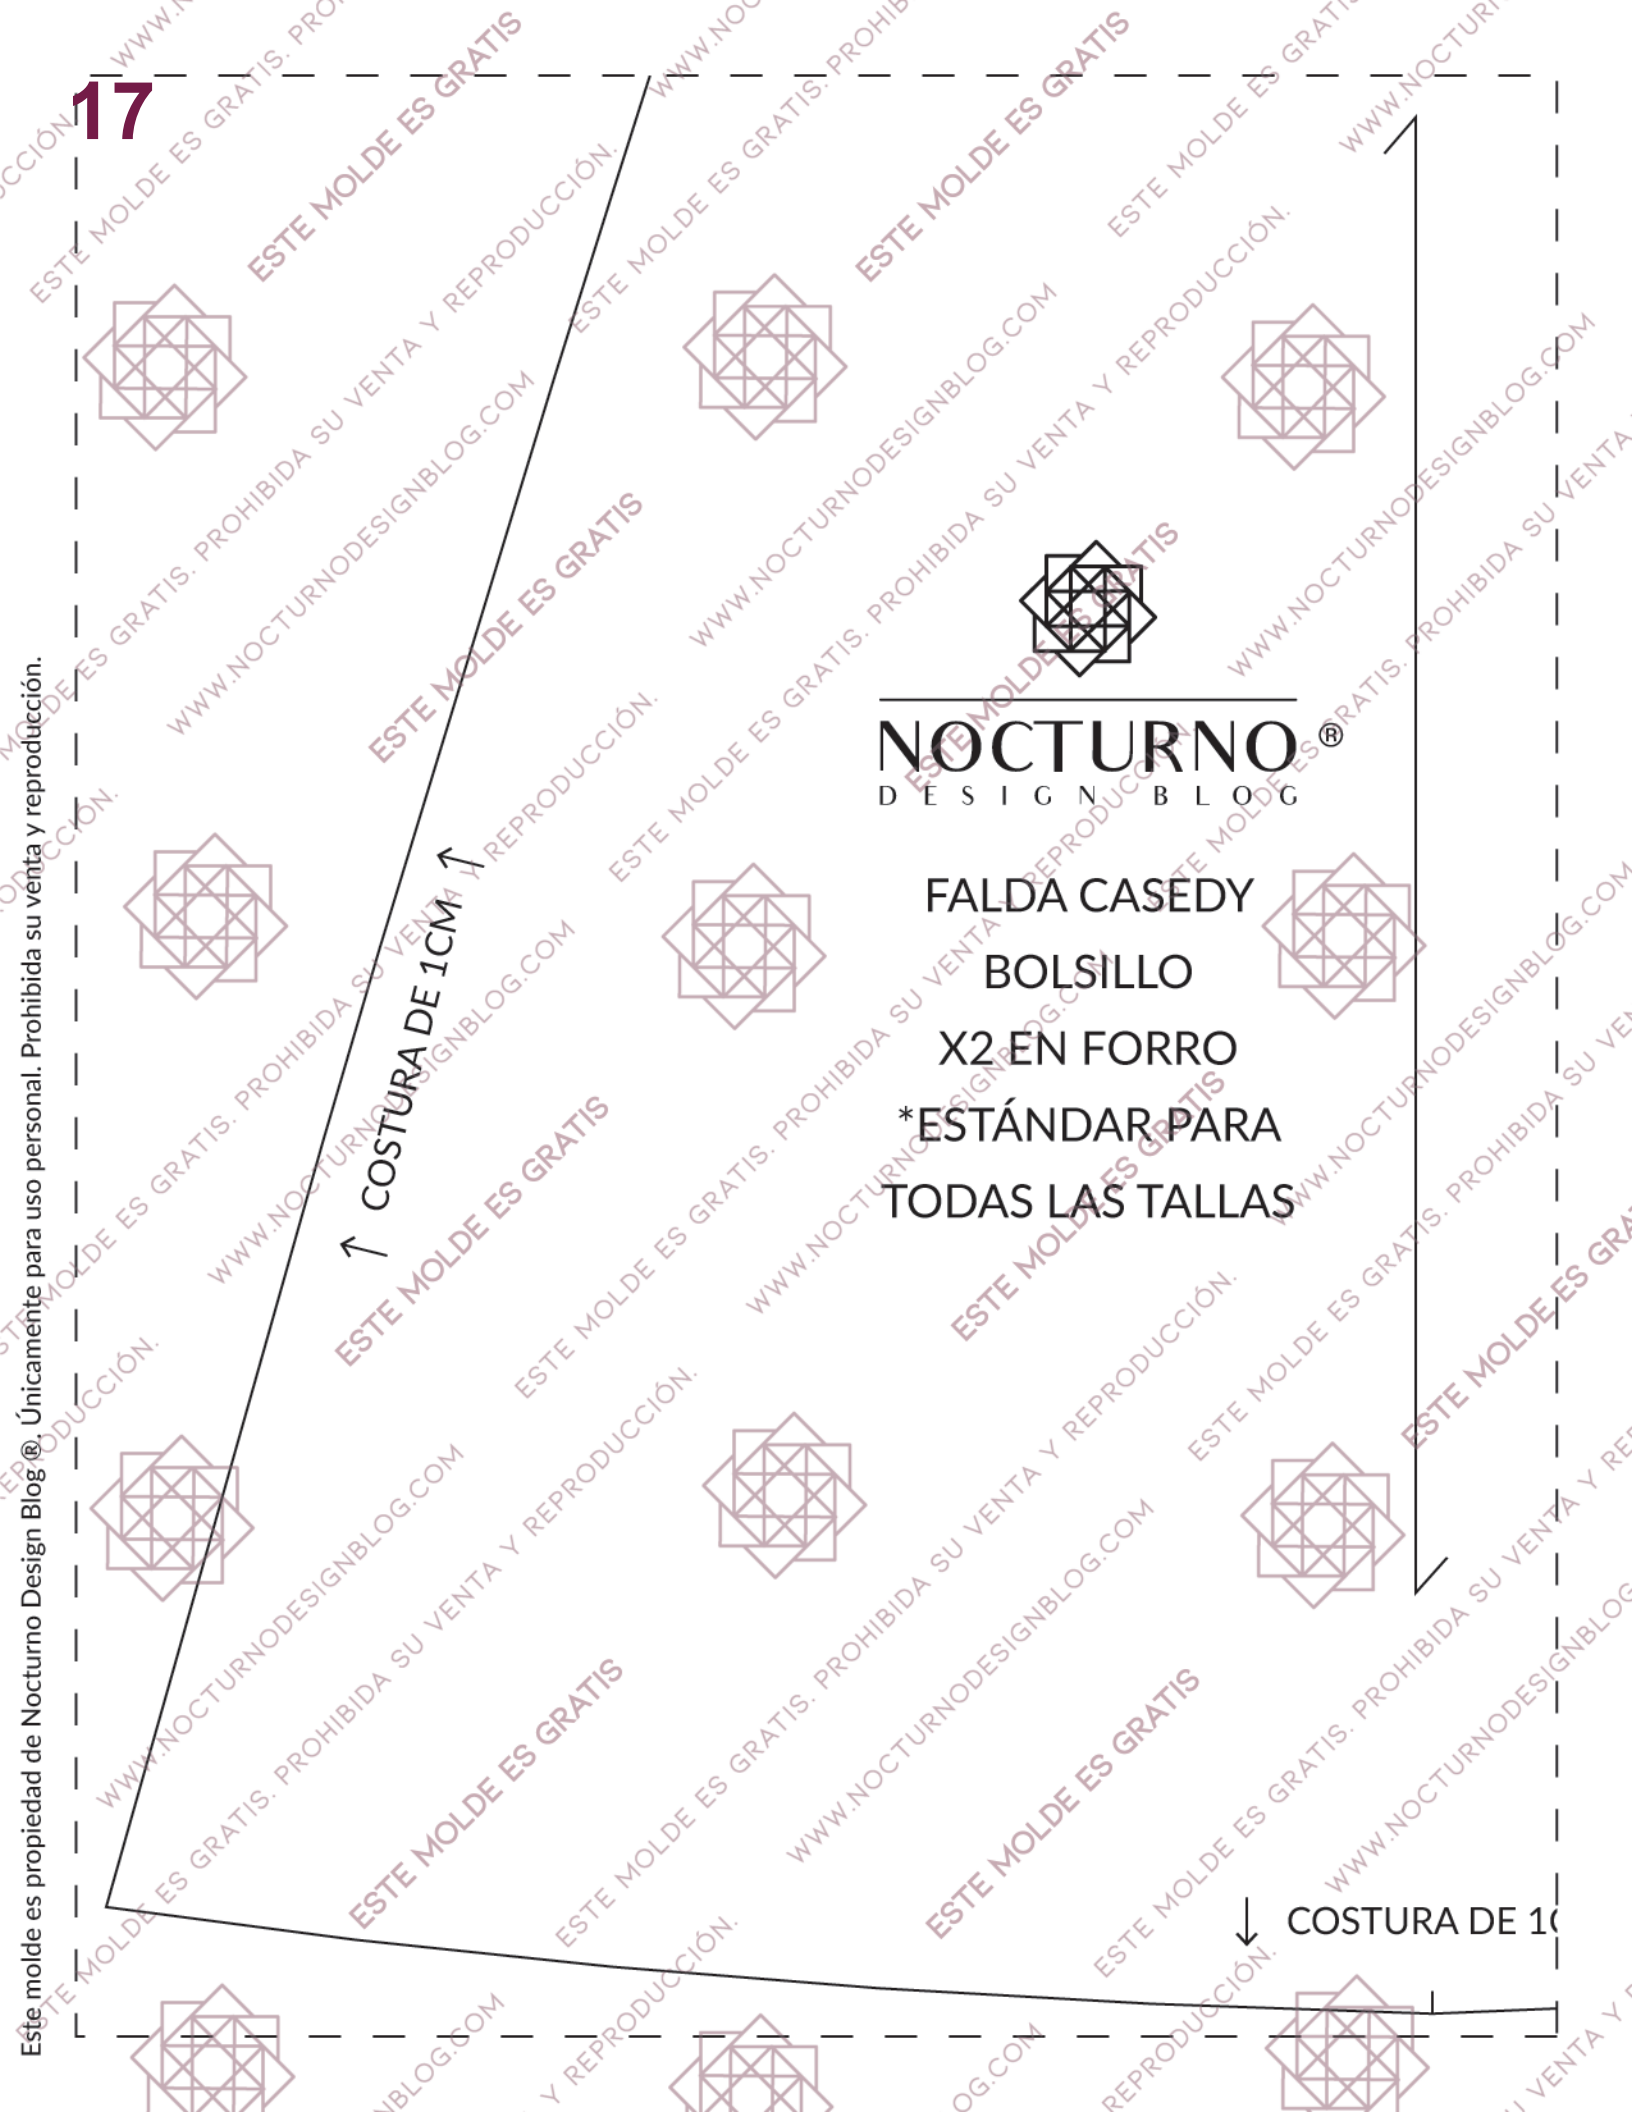 17
NOCTURNO ®
DESIGN BLOG
FALDA CASEDY
BOLSILLO
X2 EN FORRO
*ESTÁNDAR PARA
TODAS LAS TALLAS
↑ COSTURA DE 1CM ↑
↓ COSTURA DE 1
Este molde es propiedad de Nocturno Design Blog ®. Únicamente para uso personal. Prohibida su venta y reproducción.
ESTE MOLDE ES GRATIS
ESTE MOLDE ES GRATIS. PROHIBIDA SU VENTA Y REPRODUCCIÓN.
WWW.NOCTURNODESIGNBLOG.COM